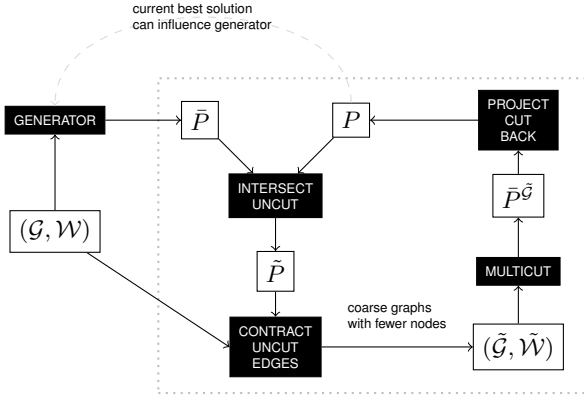 current best solution
can influence generator
GENERATOR
P̄
P
PROJECT
CUT
BACK
INTERSECT
UNCUT
P̄^𝒢̃
(𝒢, 𝒲)
P̃
MULTICUT
CONTRACT
UNCUT
EDGES
coarse graphs
with fewer nodes
(𝒢̃, 𝒲̃)